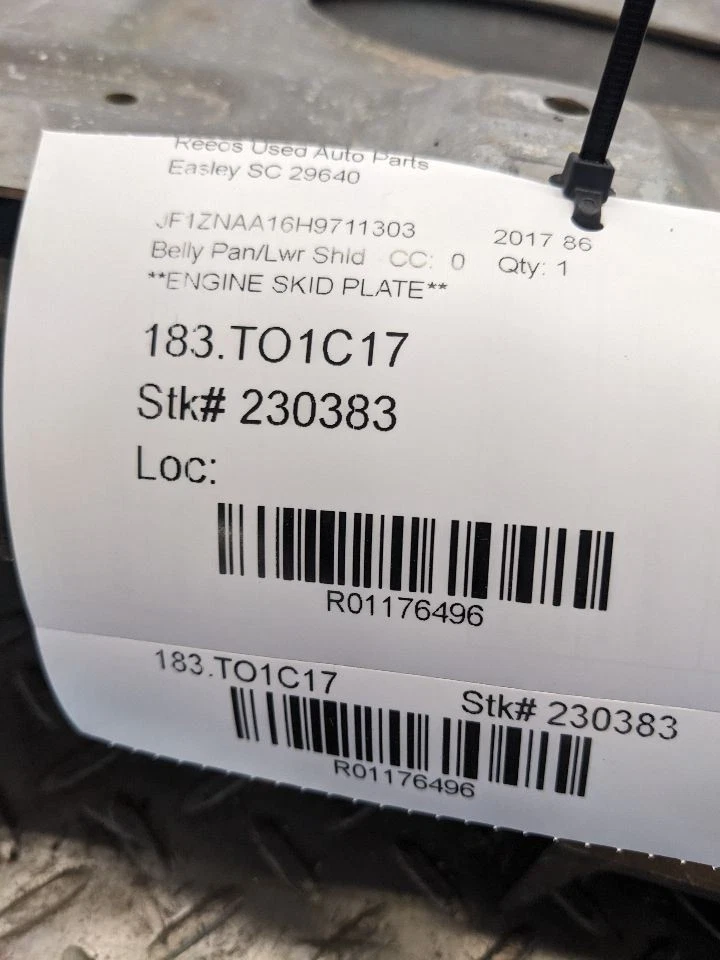 Reeds Used Auto Parts
Easley SC 29640
JF1ZNAA16H9711303 2017 86
Belly Pan/Lwr Shld CC: 0 Qty: 1
**ENGINE SKID PLATE**
183.TO1C17
Stk# 230383
Loc:
R01176496
183.TO1C17 Stk# 230383
R01176496